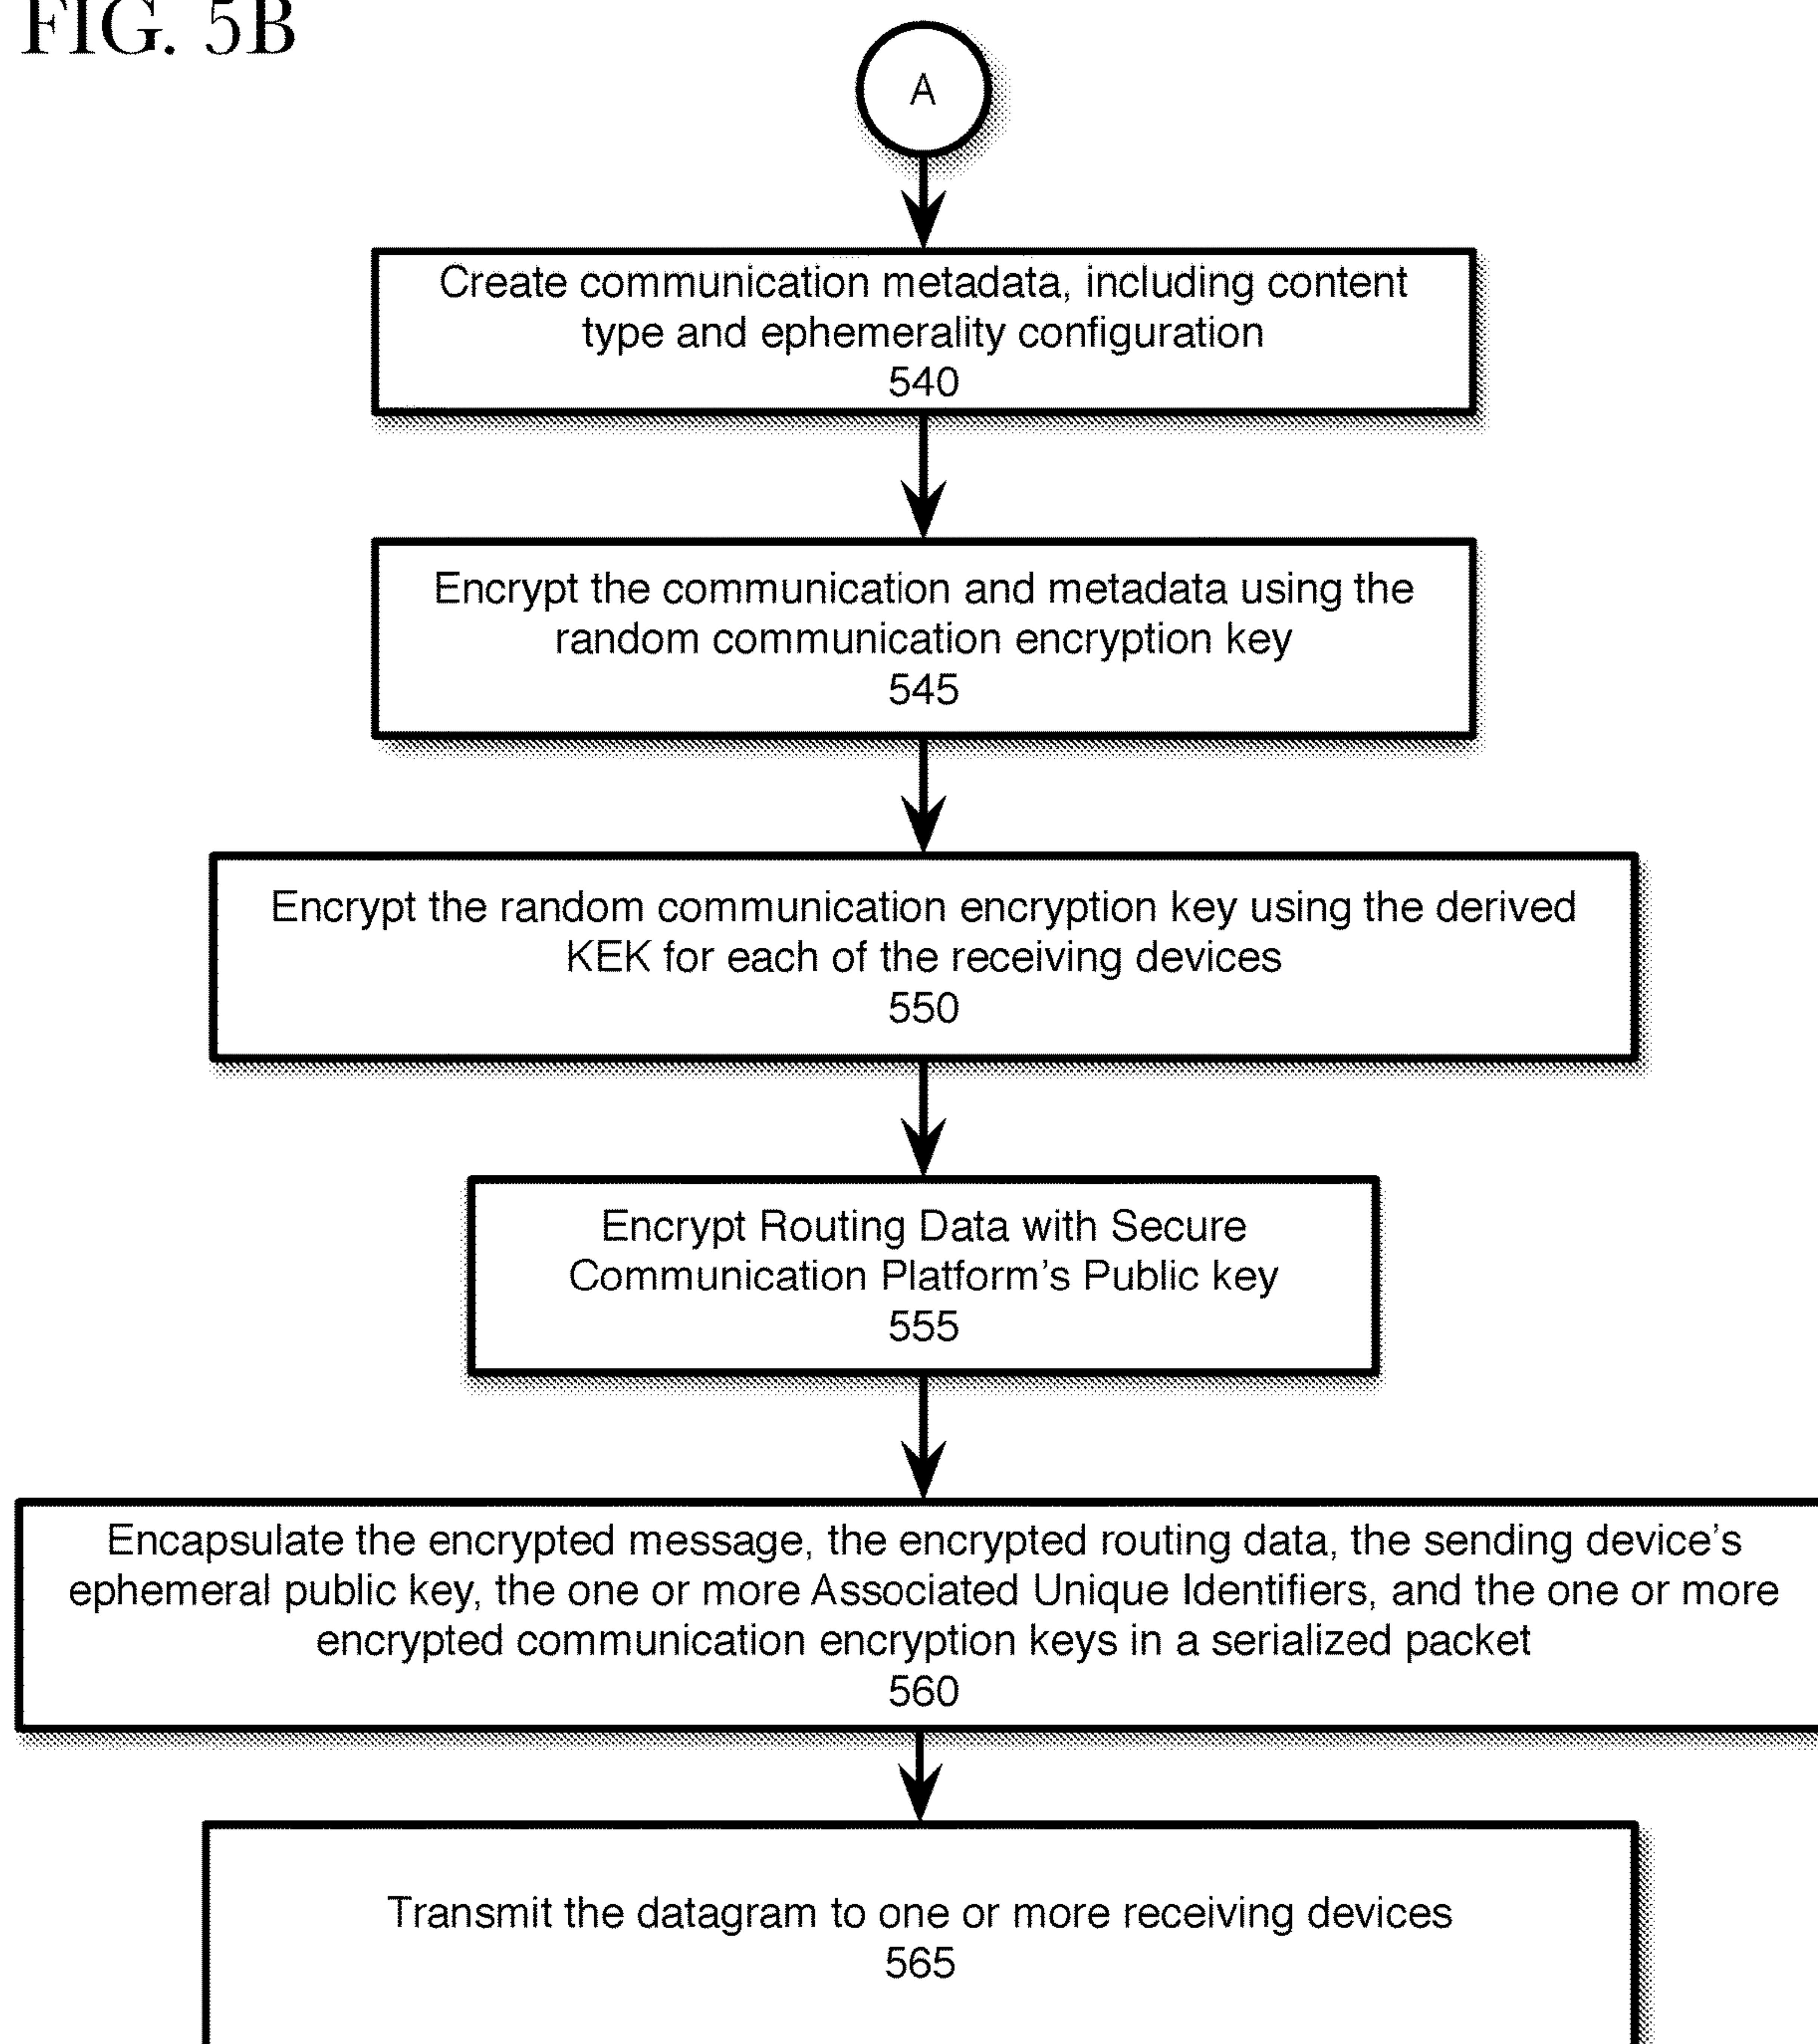 FIG. 5B
A
Create communication metadata, including content
type and ephemerality configuration
540
Encrypt the communication and metadata using the
random communication encryption key
545
Encrypt the random communication encryption key using the derived
KEK for each of the receiving devices
550
Encrypt Routing Data with Secure
Communication Platform’s Public key
555
Encapsulate the encrypted message, the encrypted routing data, the sending device’s
ephemeral public key, the one or more Associated Unique Identifiers, and the one or more
encrypted communication encryption keys in a serialized packet
560
Transmit the datagram to one or more receiving devices
565